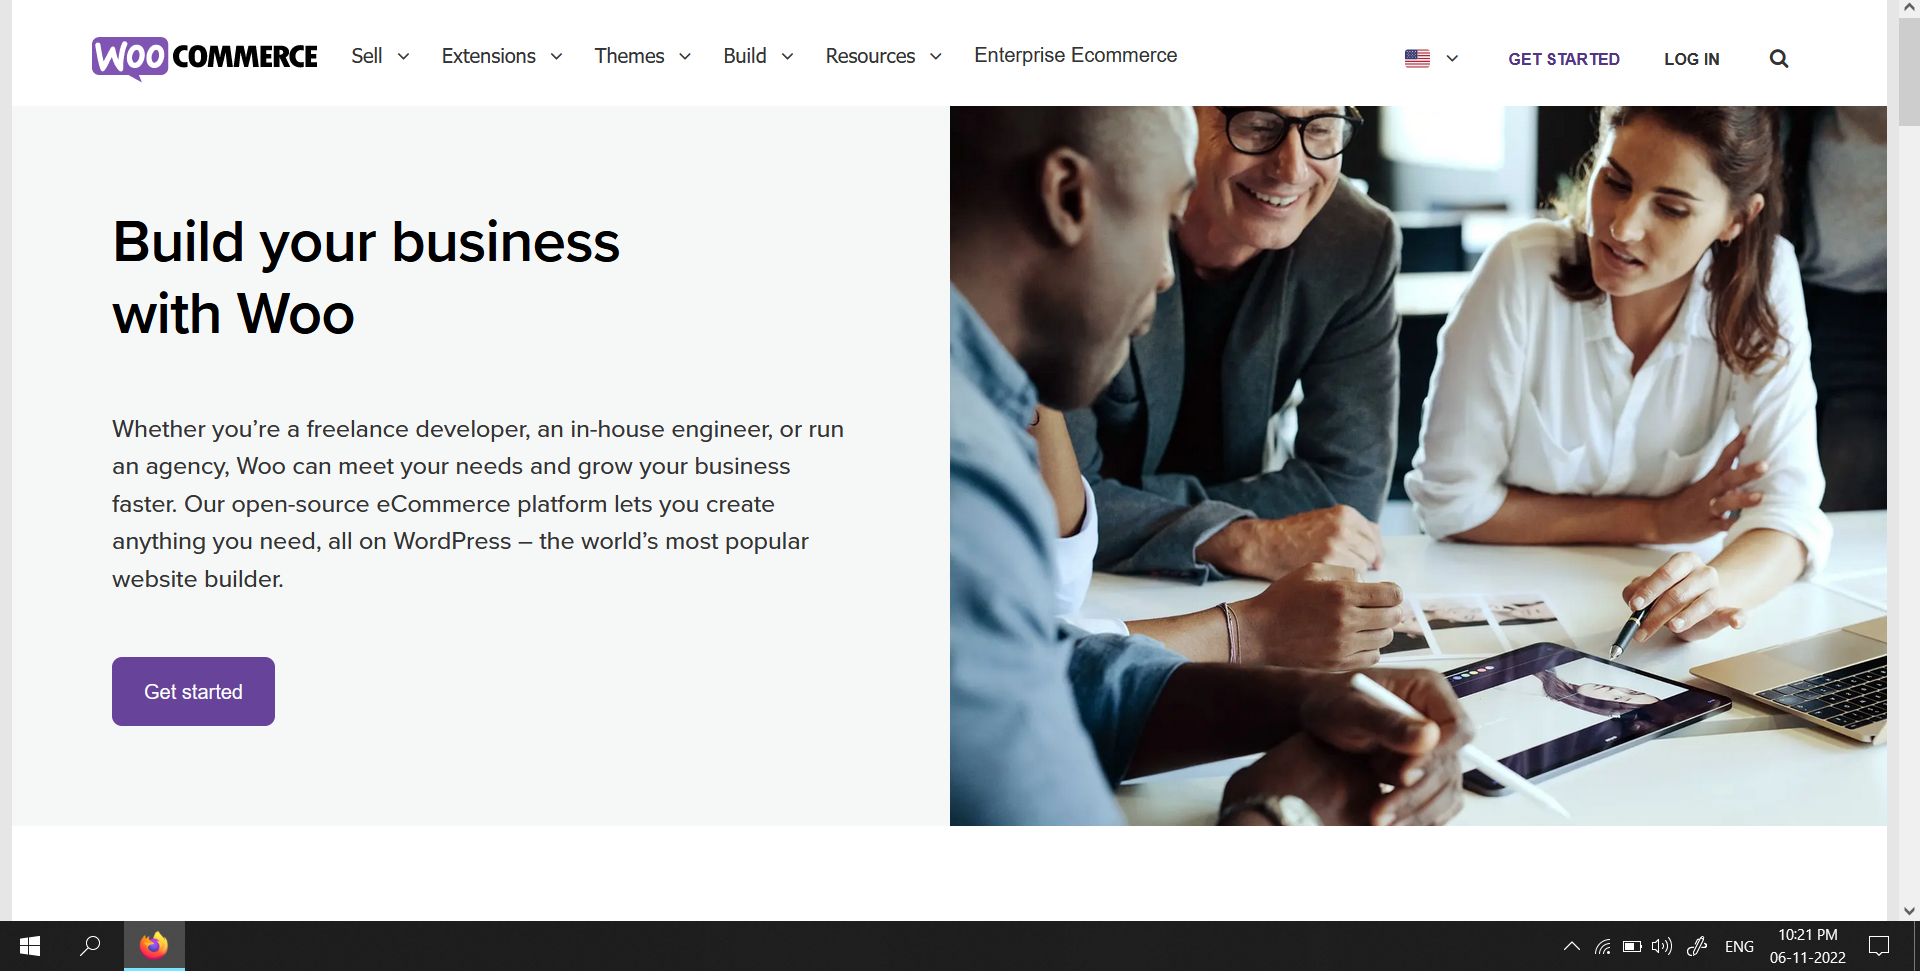 WOO COMMERCE
Sell
Extensions
Themes
Build
Resources
Enterprise Ecommerce
GET STARTED
LOG IN
Build your business
with Woo
Whether you’re a freelance developer, an in-house engineer, or run
an agency, Woo can meet your needs and grow your business
faster. Our open-source eCommerce platform lets you create
anything you need, all on WordPress – the world’s most popular
website builder.
Get started
ENG
10:21 PM
06-11-2022